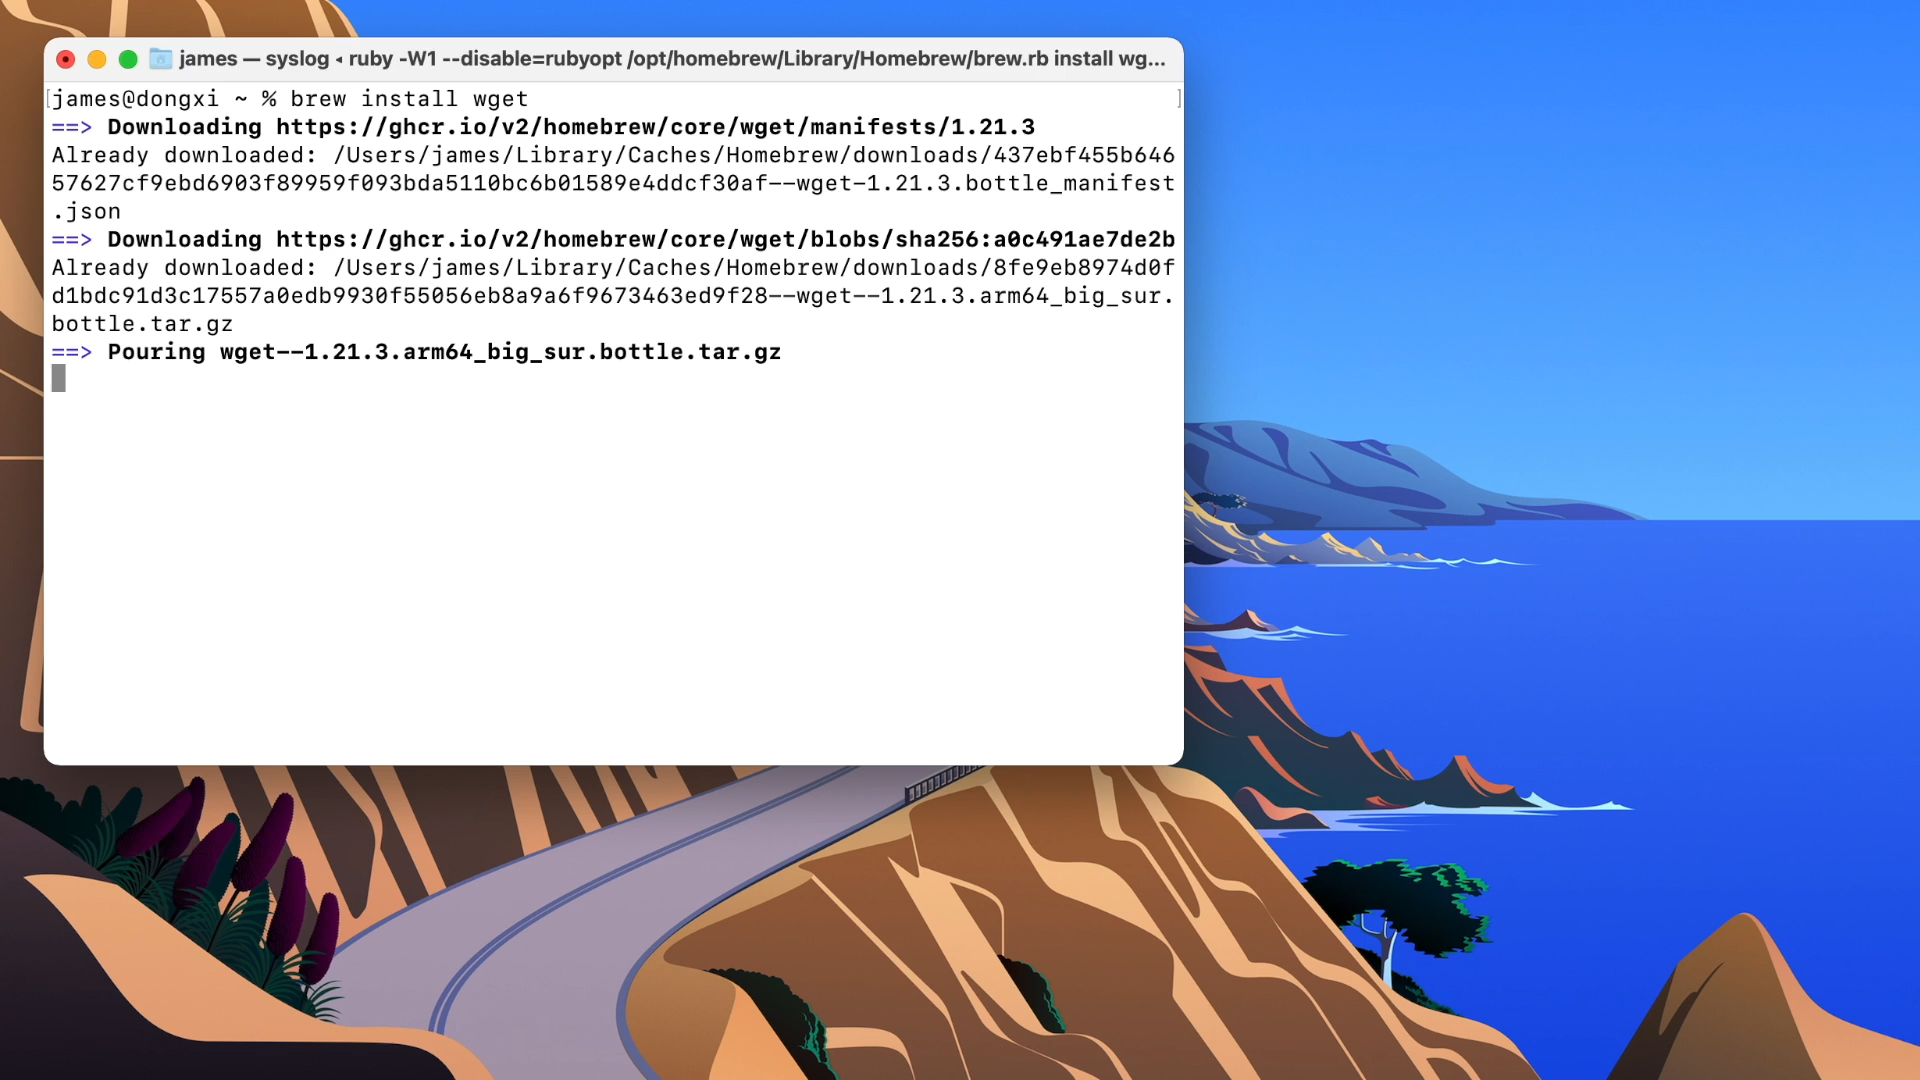 james — syslog ◂ ruby -W1 --disable=rubyopt /opt/homebrew/Library/Homebrew/brew.rb install wg...
[james@dongxi ~ % brew install wget ]
==> Downloading https://ghcr.io/v2/homebrew/core/wget/manifests/1.21.3
Already downloaded: /Users/james/Library/Caches/Homebrew/downloads/437ebf455b646
57627cf9ebd6903f89959f093bda5110bc6b01589e4ddcf30af--wget-1.21.3.bottle_manifest
.json
==> Downloading https://ghcr.io/v2/homebrew/core/wget/blobs/sha256:a0c491ae7de2b
Already downloaded: /Users/james/Library/Caches/Homebrew/downloads/8fe9eb8974d0f
d1bdc91d3c17557a0edb9930f55056eb8a9a6f9673463ed9f28--wget--1.21.3.arm64_big_sur.
bottle.tar.gz
==> Pouring wget--1.21.3.arm64_big_sur.bottle.tar.gz